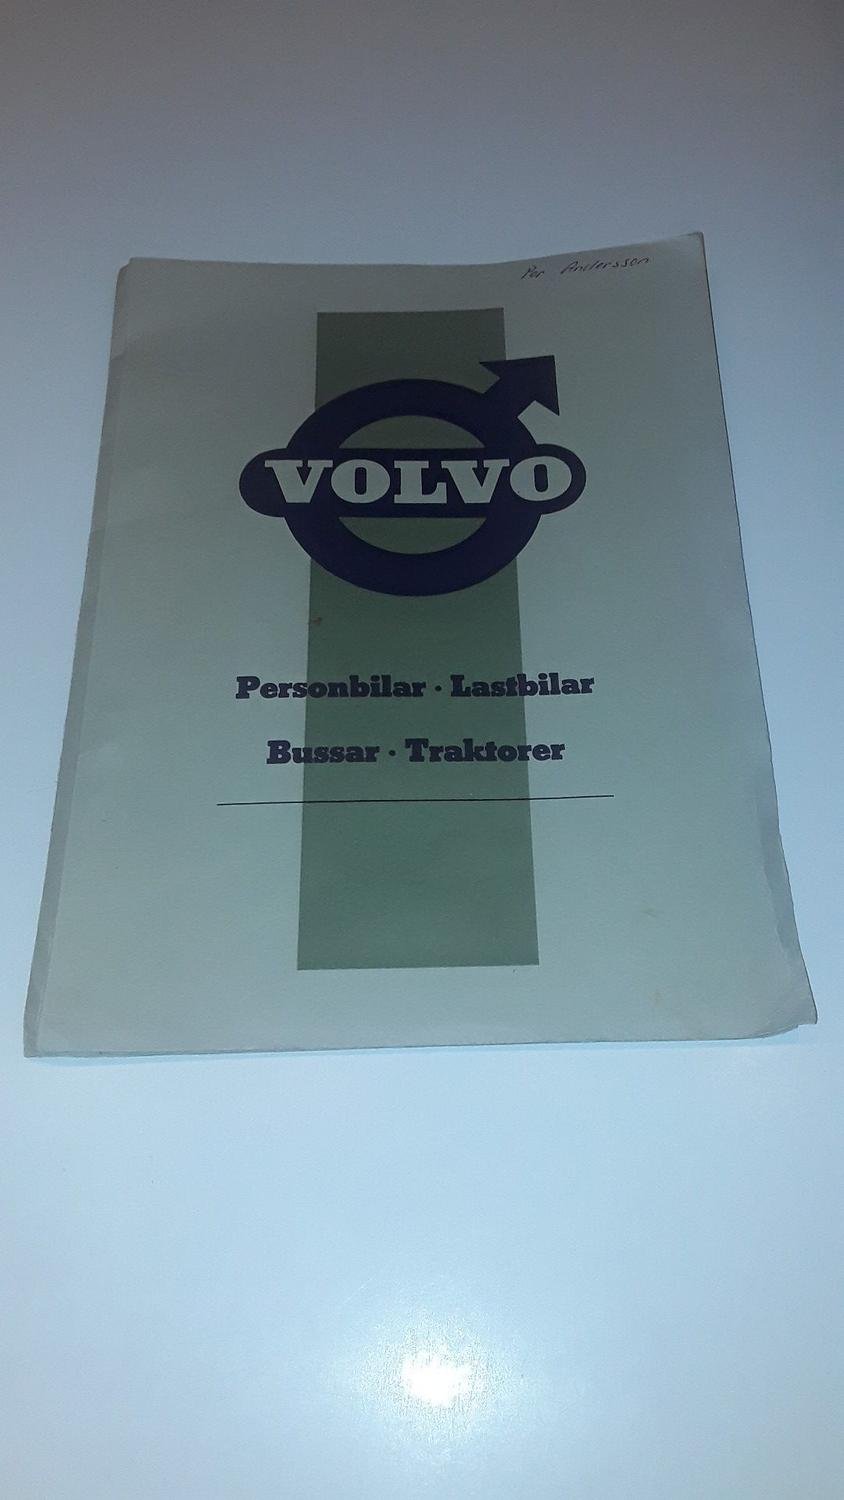 Per Andersson
VOLVO
Personbilar · Lastbilar
Bussar · Traktorer